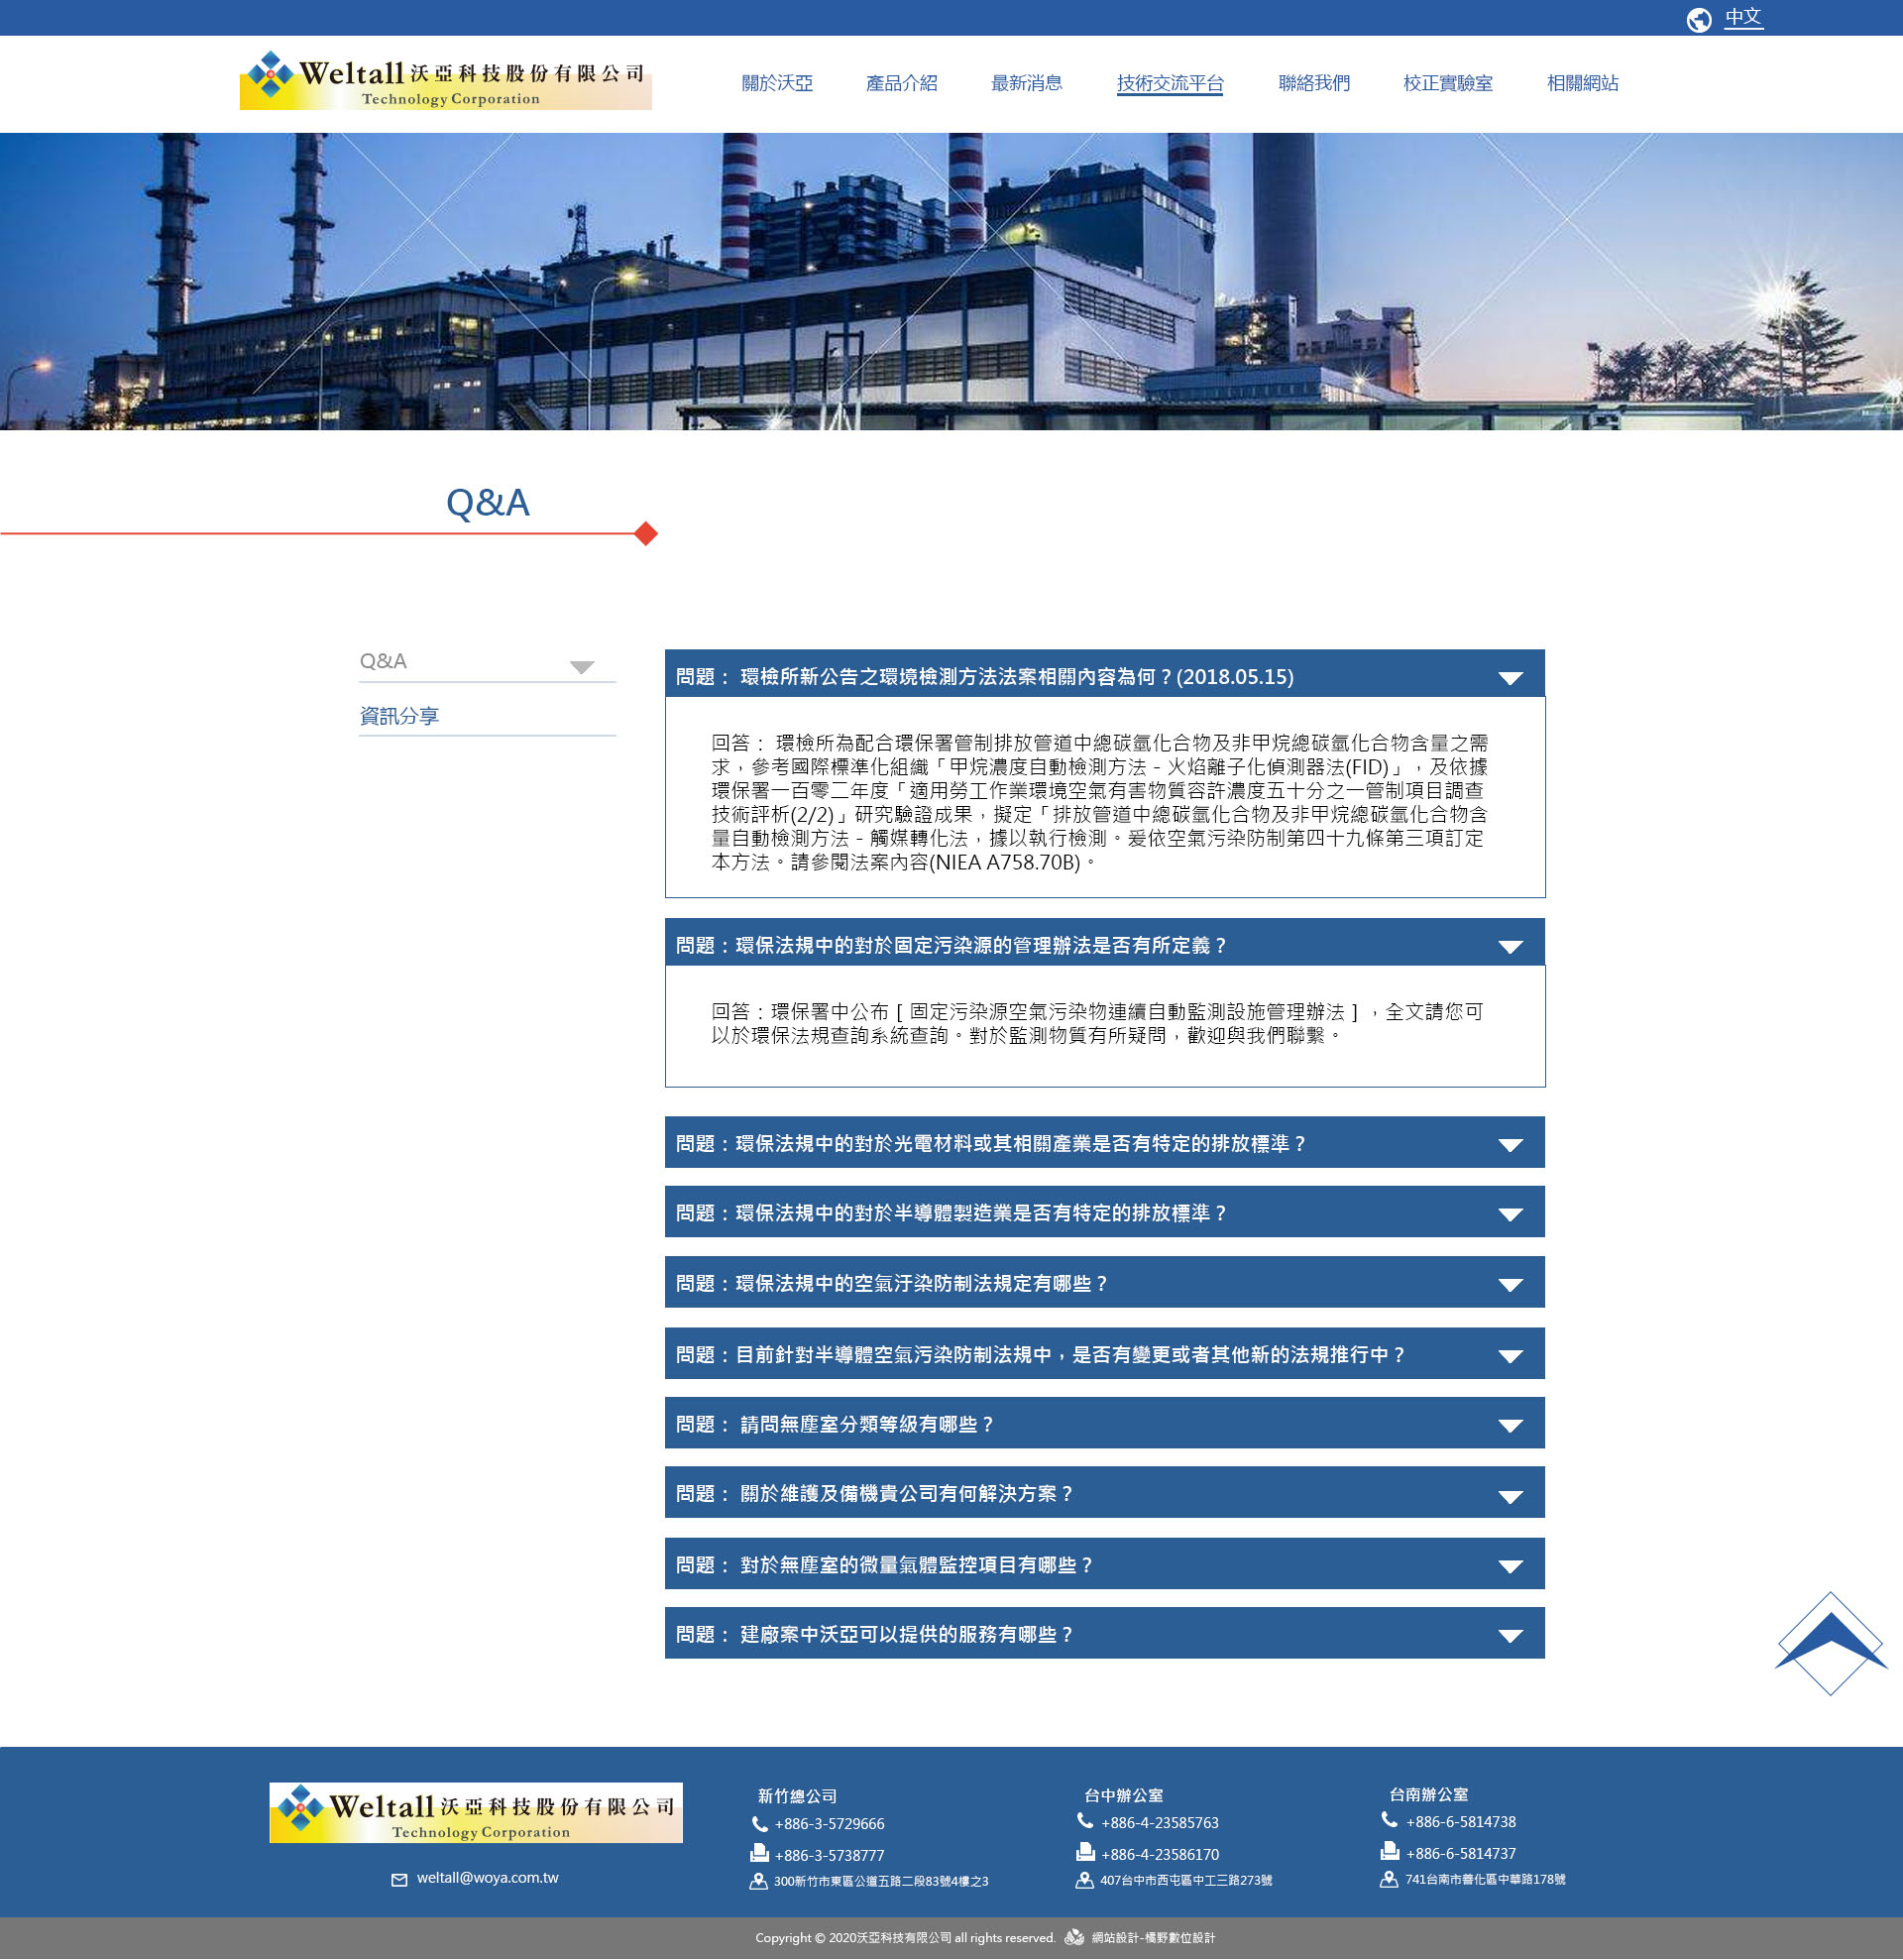 中文
Weltall 沃亞科技股份有限公司
Technology Corporation
關於沃亞 產品介紹 最新消息 技術交流平台 聯絡我們 校正實驗室 相關網站
Q&A
Q&A
資訊分享
問題： 環檢所新公告之環境檢測方法法案相關內容為何？(2018.05.15)
回答： 環檢所為配合環保署管制排放管道中總碳氫化合物及非甲烷總碳氫化合物含量之需
求，參考國際標準化組織「甲烷濃度自動檢測方法－火焰離子化偵測器法(FID)」，及依據
環保署一百零二年度「適用勞工作業環境空氣有害物質容許濃度五十分之一管制項目調查
技術評析(2/2)」研究驗證成果，擬定「排放管道中總碳氫化合物及非甲烷總碳氫化合物含
量自動檢測方法－觸媒轉化法，據以執行檢測。爰依空氣污染防制第四十九條第三項訂定
本方法。請參閱法案內容(NIEA A758.70B)。
問題：環保法規中的對於固定污染源的管理辦法是否有所定義？
回答：環保署中公布［固定污染源空氣污染物連續自動監測設施管理辦法］，全文請您可
以於環保法規查詢系統查詢。對於監測物質有所疑問，歡迎與我們聯繫。
問題：環保法規中的對於光電材料或其相關產業是否有特定的排放標準？
問題：環保法規中的對於半導體製造業是否有特定的排放標準？
問題：環保法規中的空氣汙染防制法規定有哪些？
問題：目前針對半導體空氣污染防制法規中，是否有變更或者其他新的法規推行中？
問題： 請問無塵室分類等級有哪些？
問題： 關於維護及備機貴公司有何解決方案？
問題： 對於無塵室的微量氣體監控項目有哪些？
問題： 建廠案中沃亞可以提供的服務有哪些？
Weltall 沃亞科技股份有限公司
Technology Corporation
weltall@woya.com.tw
新竹總公司
+886-3-5729666
+886-3-5738777
300新竹市東區公道五路二段83號4樓之3
台中辦公室
+886-4-23585763
+886-4-23586170
407台中市西屯區中工三路273號
台南辦公室
+886-6-5814738
+886-6-5814737
741台南市善化區中華路178號
Copyright © 2020沃亞科技有限公司 all rights reserved. 網站設計-橘野數位設計